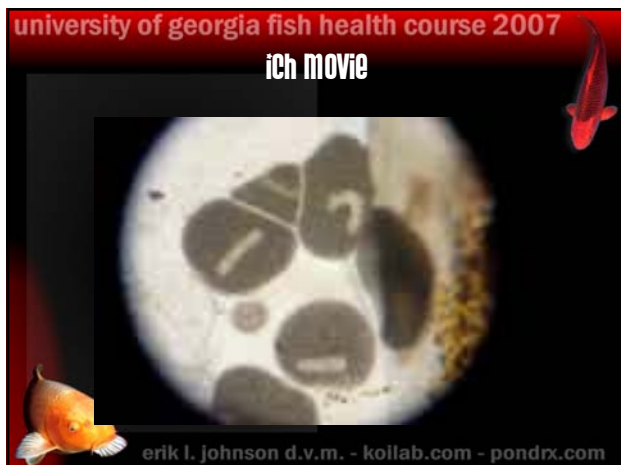 university of georgia fish health course 2007
ich movie
erik l. johnson d.v.m. - koilab.com - pondrx.com